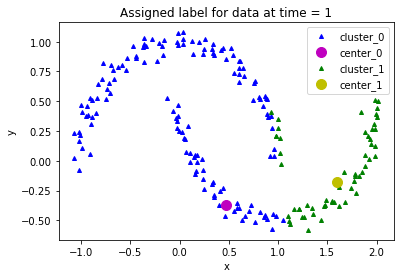 Assigned label for data at time = 1
cluster_0
center_0
cluster_1
center_1
y
1.00
0.75
0.50
0.25
0.00
−0.25
−0.50
−1.0 −0.5 0.0 0.5 1.0 1.5 2.0
x